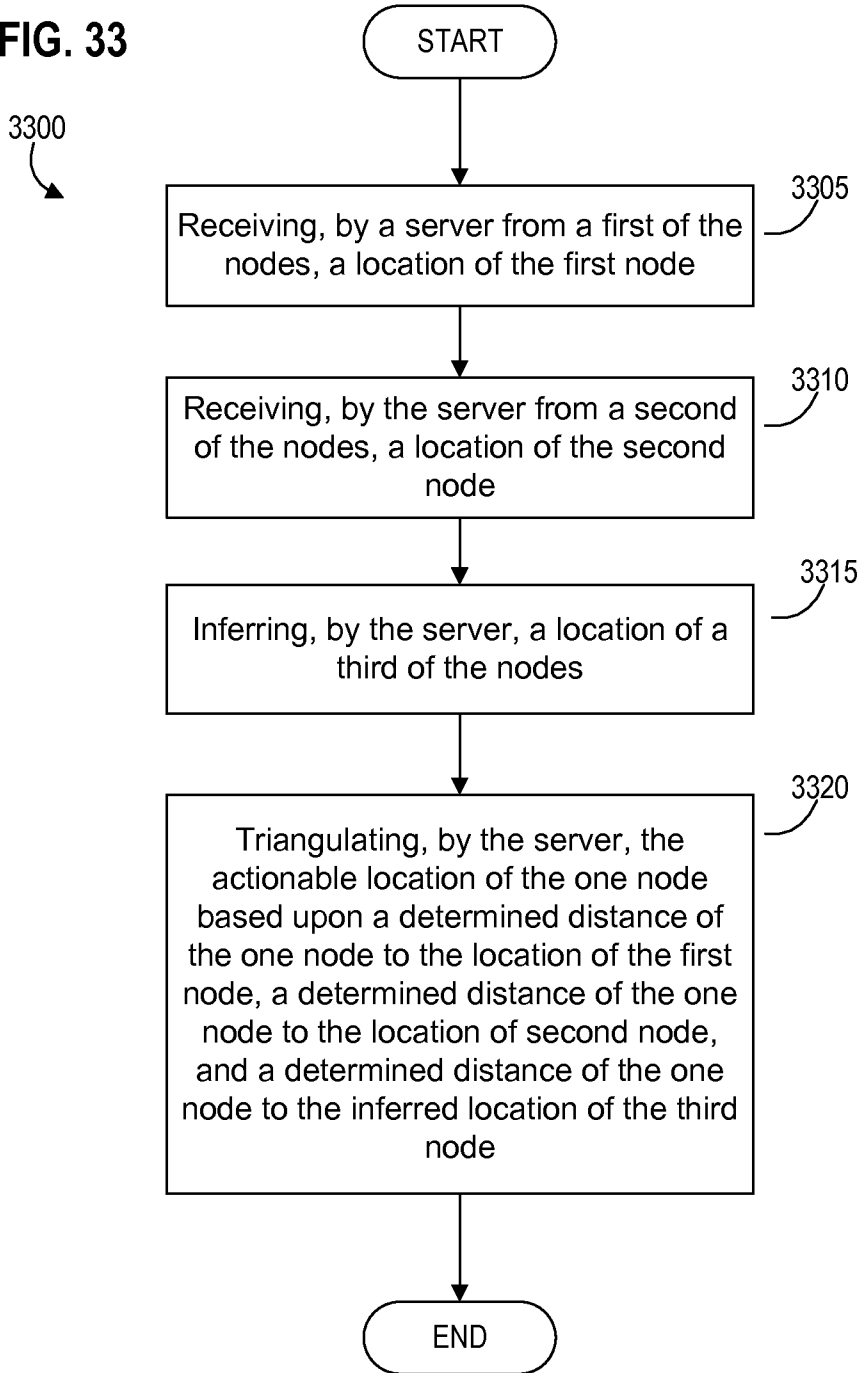 FIG. 33
START
3300
3305
Receiving, by a server from a first of the
nodes, a location of the first node
3310
Receiving, by the server from a second
of the nodes, a location of the second
node
3315
Inferring, by the server, a location of a
third of the nodes
3320
Triangulating, by the server, the
actionable location of the one node
based upon a determined distance of
the one node to the location of the first
node, a determined distance of the one
node to the location of second node,
and a determined distance of the one
node to the inferred location of the third
node
END